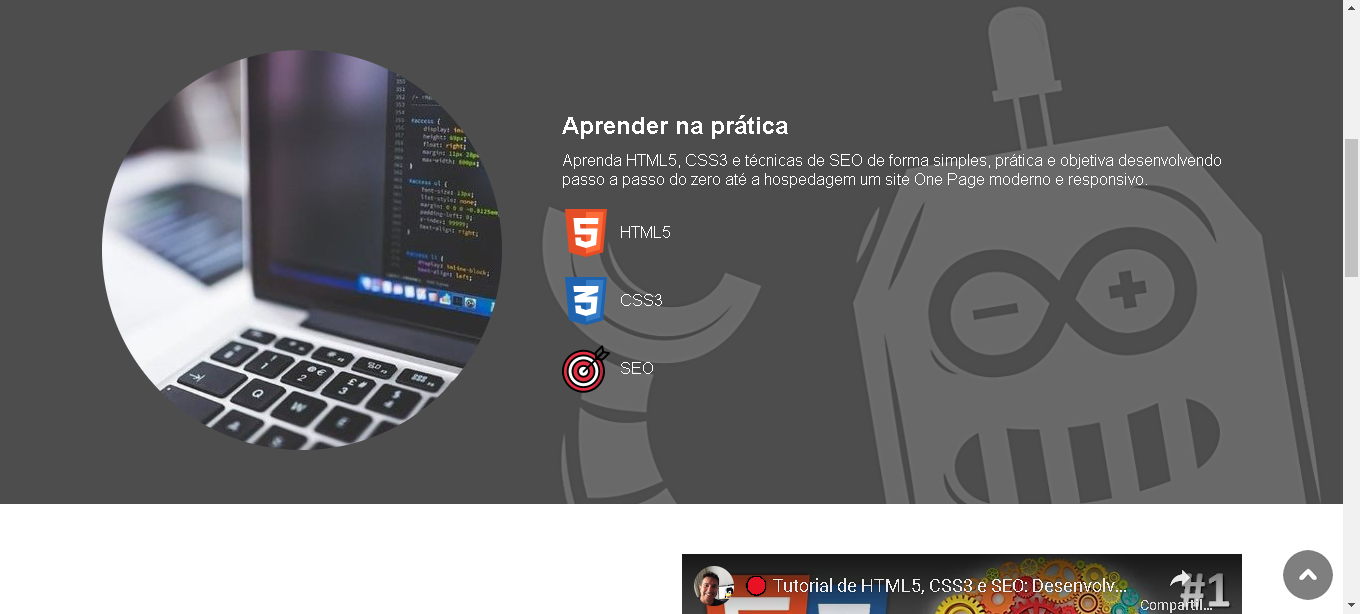 Aprender na prática
Aprenda HTML5, CSS3 e técnicas de SEO de forma simples, prática e objetiva desenvolvendo
passo a passo do zero até a hospedagem um site One Page moderno e responsivo.
HTML5
CSS3
SEO
Tutorial de HTML5, CSS3 e SEO: Desenvolv...
#1
Compartil...